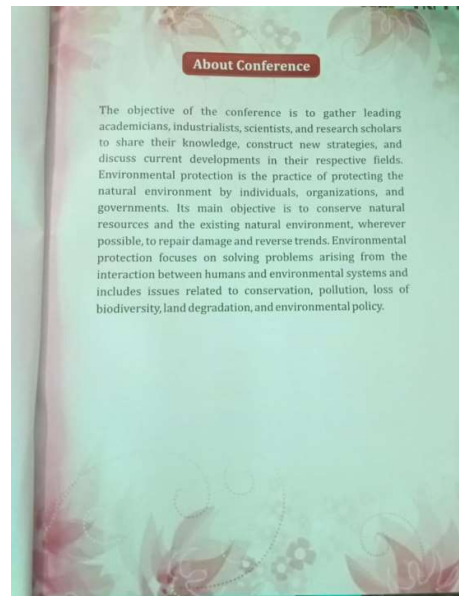 About Conference
The objective of the conference is to gather leading
academicians, industrialists, scientists, and research scholars
to share their knowledge, construct new strategies, and
discuss current developments in their respective fields.
Environmental protection is the practice of protecting the
natural environment by individuals, organizations, and
governments. Its main objective is to conserve natural
resources and the existing natural environment, wherever
possible, to repair damage and reverse trends. Environmental
protection focuses on solving problems arising from the
interaction between humans and environmental systems and
includes issues related to conservation, pollution, loss of
biodiversity, land degradation, and environmental policy.